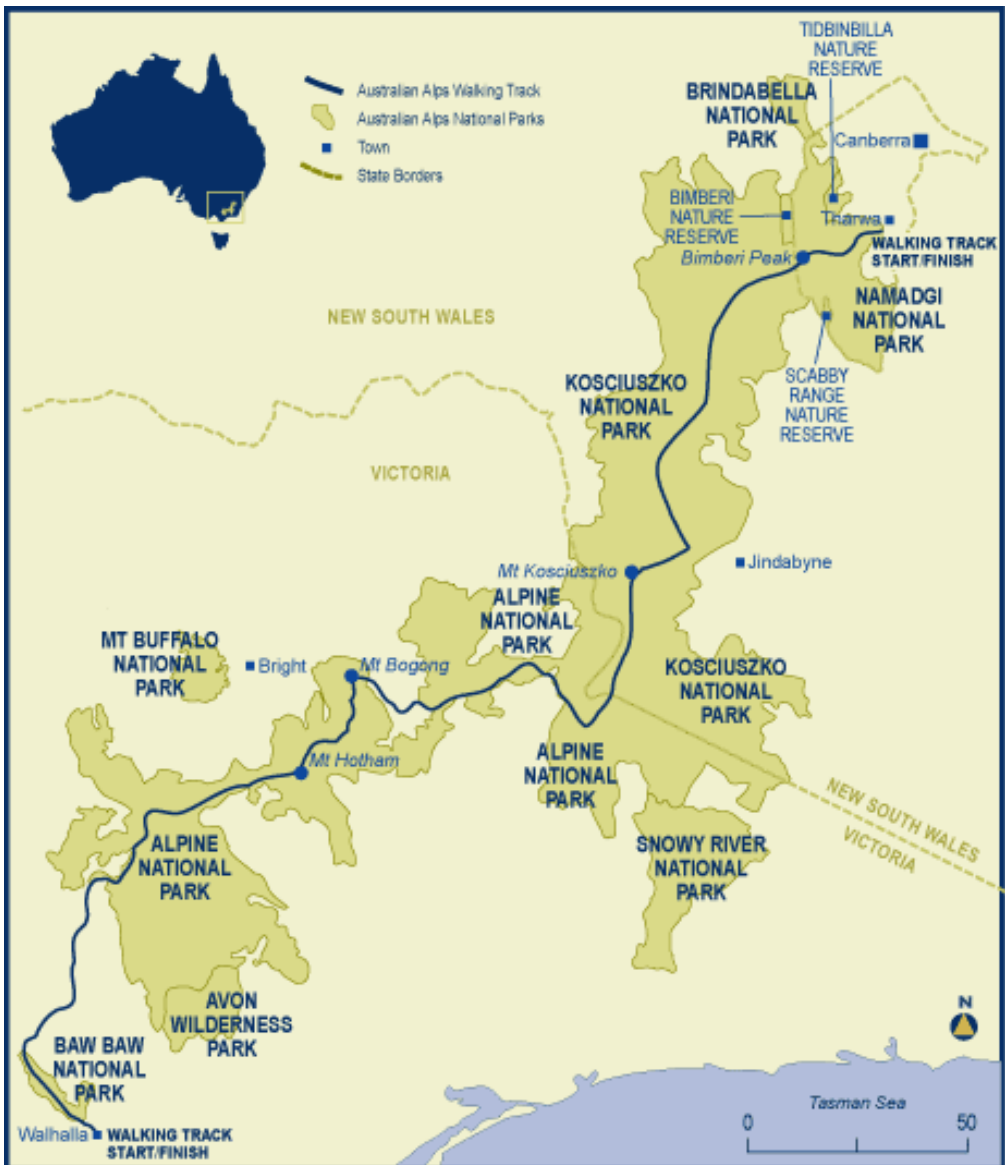 TIDBINBILLA
NATURE
RESERVE
Australian Alps Walking Track
Australian Alps National Parks
Town
State Borders
BRINDABELLA
NATIONAL
PARK
Canberra
BIMBERI
NATURE
RESERVE
Tharwa
WALKING TRACK
START/FINISH
Bimberi Peak
NAMADGI
NATIONAL
PARK
NEW SOUTH WALES
SCABBY
RANGE
NATURE
RESERVE
KOSCIUSZKO
NATIONAL
PARK
VICTORIA
Jindabyne
Mt Kosciuszko
ALPINE
NATIONAL
PARK
MT BUFFALO
NATIONAL
PARK
Bright
Mt Bogong
KOSCIUSZKO
NATIONAL
PARK
Mt Hotham
ALPINE
NATIONAL
PARK
NEW SOUTH WALES
VICTORIA
ALPINE
NATIONAL
PARK
SNOWY RIVER
NATIONAL
PARK
AVON
WILDERNESS
PARK
N
BAW BAW
NATIONAL
PARK
Tasman Sea
0 50
Walhalla
WALKING TRACK
START/FINISH